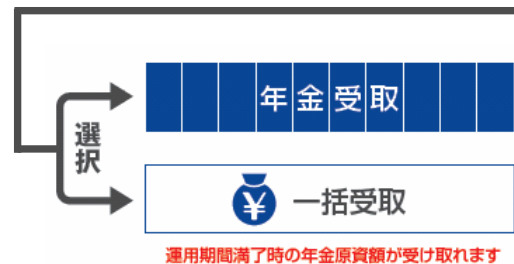 年金受取
選択
¥
一括受取
運用期間満了時の年金原資額が受け取れます